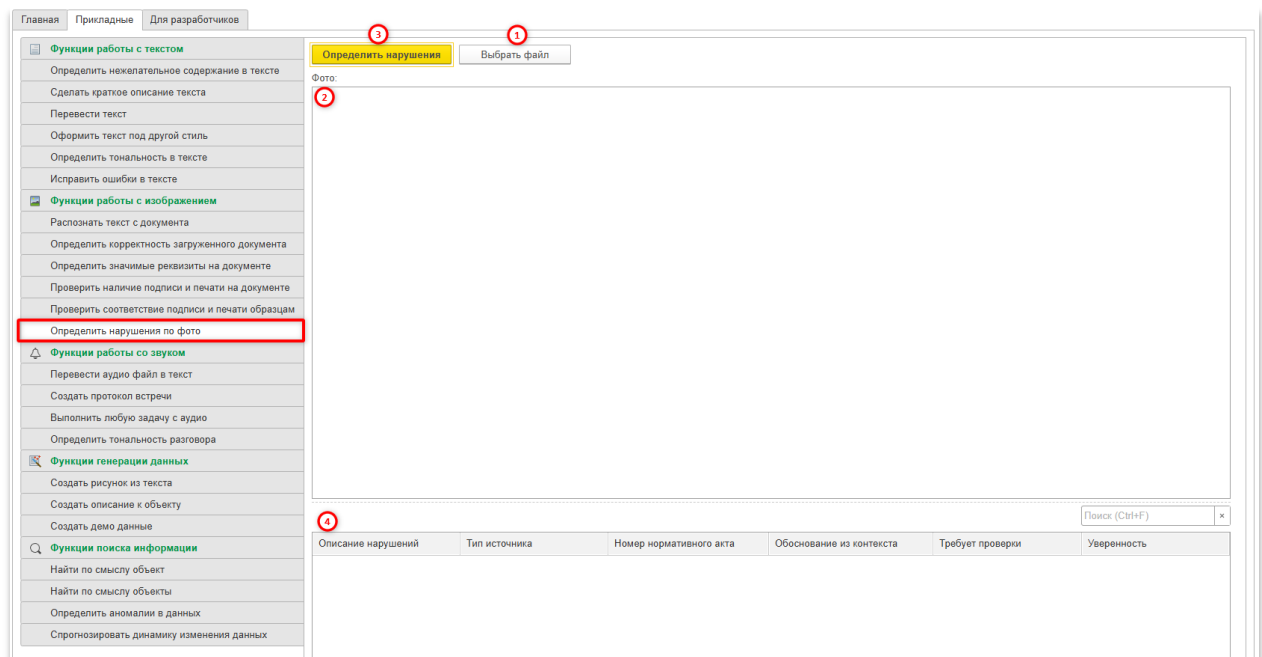 Главная Прикладные Для разработчиков
Функции работы с текстом
Определить нежелательное содержание в тексте
Сделать краткое описание текста
Перевести текст
Оформить текст под другой стиль
Определить тональность в тексте
Исправить ошибки в тексте
Функции работы с изображением
Распознать текст с документа
Определить корректность загруженного документа
Определить значимые реквизиты на документе
Проверить наличие подписи и печати на документе
Проверить соответствие подписи и печати образцам
Определить нарушения по фото
Функции работы со звуком
Перевести аудио файл в текст
Создать протокол встречи
Выполнить любую задачу с аудио
Определить тональность разговора
Функции генерации данных
Создать рисунок из текста
Создать описание к объекту
Создать демо данные
Функции поиска информации
Найти по смыслу объект
Найти по смыслу объекты
Определить аномалии в данных
Спрогнозировать динамику изменения данных
3 1
Определить нарушения Выбрать файл
Фото:
2
4
Поиск (Ctrl+F) ×
Описание нарушений Тип источника Номер нормативного акта Обоснование из контекста Требует проверки Уверенность